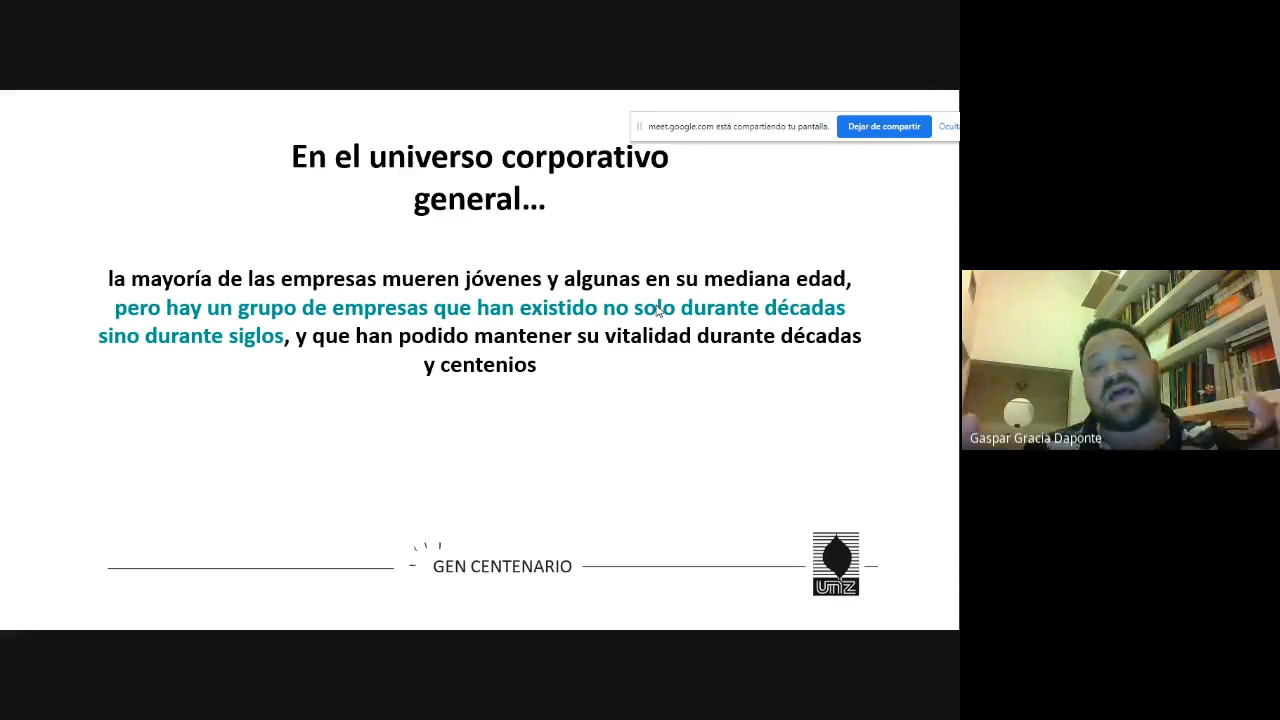 meet.google.com está compartiendo tu pantalla.
Dejar de compartir
Oculta
En el universo corporativo
general...
la mayoría de las empresas mueren jóvenes y algunas en su mediana edad,
pero hay un grupo de empresas que han existido no solo durante décadas
sino durante siglos, y que han podido mantener su vitalidad durante décadas
y centenios
Gaspar Gracia Daponte
GEN CENTENARIO